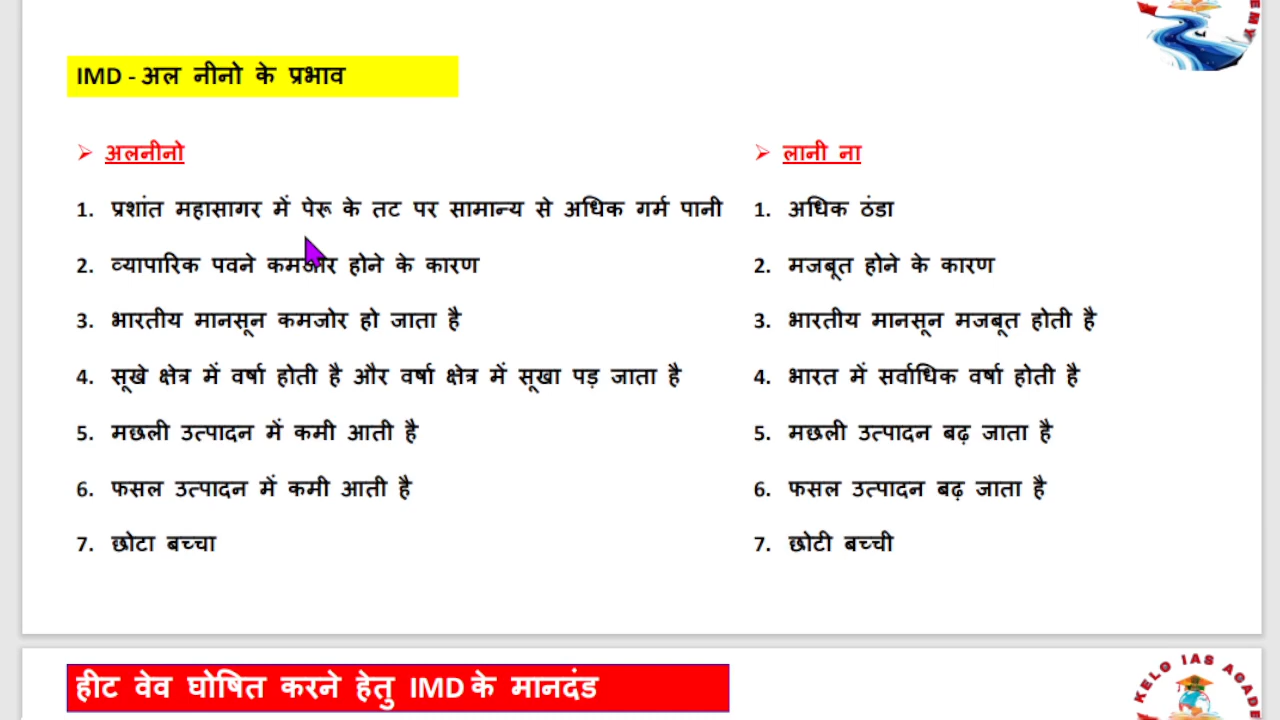 IMD - अल नीनो के प्रभाव
➢ अलनीनो
1. प्रशांत महासागर में पेरू के तट पर सामान्य से अधिक गर्म पानी
2. व्यापारिक पवने कमजोर होने के कारण
3. भारतीय मानसून कमजोर हो जाता है
4. सूखे क्षेत्र में वर्षा होती है और वर्षा क्षेत्र में सूखा पड़ जाता है
5. मछली उत्पादन में कमी आती है
6. फसल उत्पादन में कमी आती है
7. छोटा बच्चा
➢ लानी ना
1. अधिक ठंडा
2. मजबूत होने के कारण
3. भारतीय मानसून मजबूत होती है
4. भारत में सर्वाधिक वर्षा होती है
5. मछली उत्पादन बढ़ जाता है
6. फसल उत्पादन बढ़ जाता है
7. छोटी बच्ची
हीट वेव घोषित करने हेतु IMD के मानदंड
KELO IAS ACADE